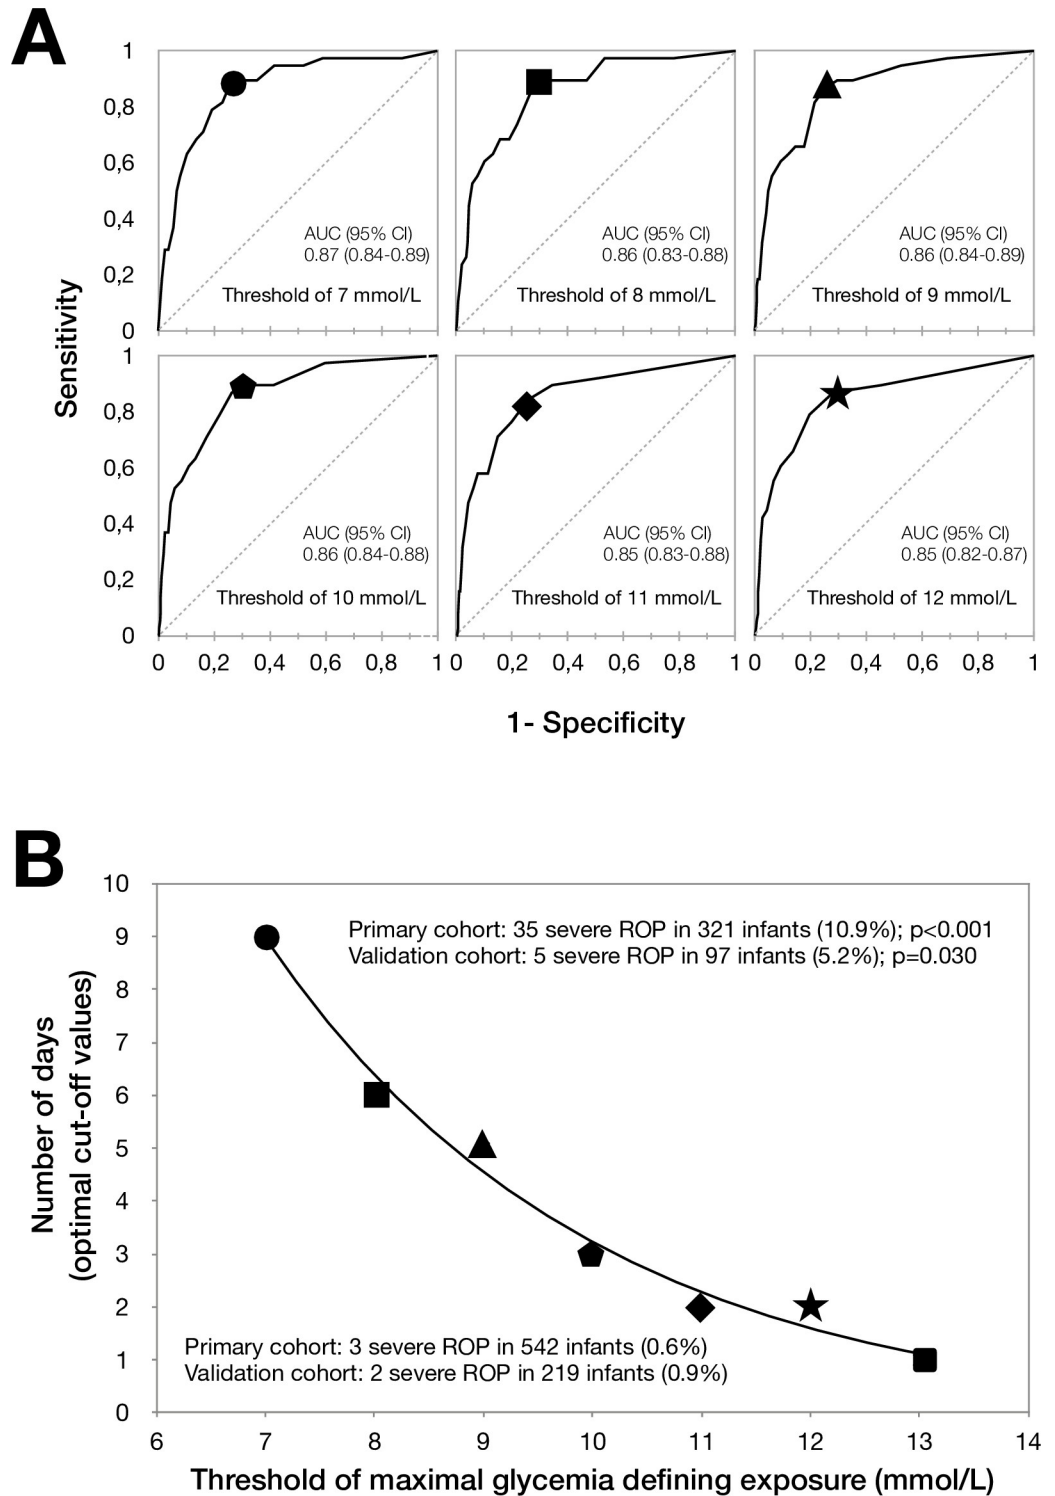 A
Sensitivity
1
0,8
0,6
0,4
0,2
0
AUC (95% CI)
0.87 (0.84-0.89)
Threshold of 7 mmol/L
AUC (95% CI)
0.86 (0.83-0.88)
Threshold of 8 mmol/L
AUC (95% CI)
0.86 (0.84-0.89)
Threshold of 9 mmol/L
1
0,8
0,6
0,4
0,2
0
AUC (95% CI)
0.86 (0.84-0.88)
Threshold of 10 mmol/L
AUC (95% CI)
0.85 (0.83-0.88)
Threshold of 11 mmol/L
AUC (95% CI)
0.85 (0.82-0.87)
Threshold of 12 mmol/L
0 0,2 0,4 0,6 0,8 1
0 0,2 0,4 0,6 0,8 1
0 0,2 0,4 0,6 0,8 1
1- Specificity
B
Number of days
(optimal cut-off values)
10
9
8
7
6
5
4
3
2
1
0
Primary cohort: 35 severe ROP in 321 infants (10.9%); p<0.001
Validation cohort: 5 severe ROP in 97 infants (5.2%); p=0.030
Primary cohort: 3 severe ROP in 542 infants (0.6%)
Validation cohort: 2 severe ROP in 219 infants (0.9%)
6 7 8 9 10 11 12 13 14
Threshold of maximal glycemia defining exposure (mmol/L)